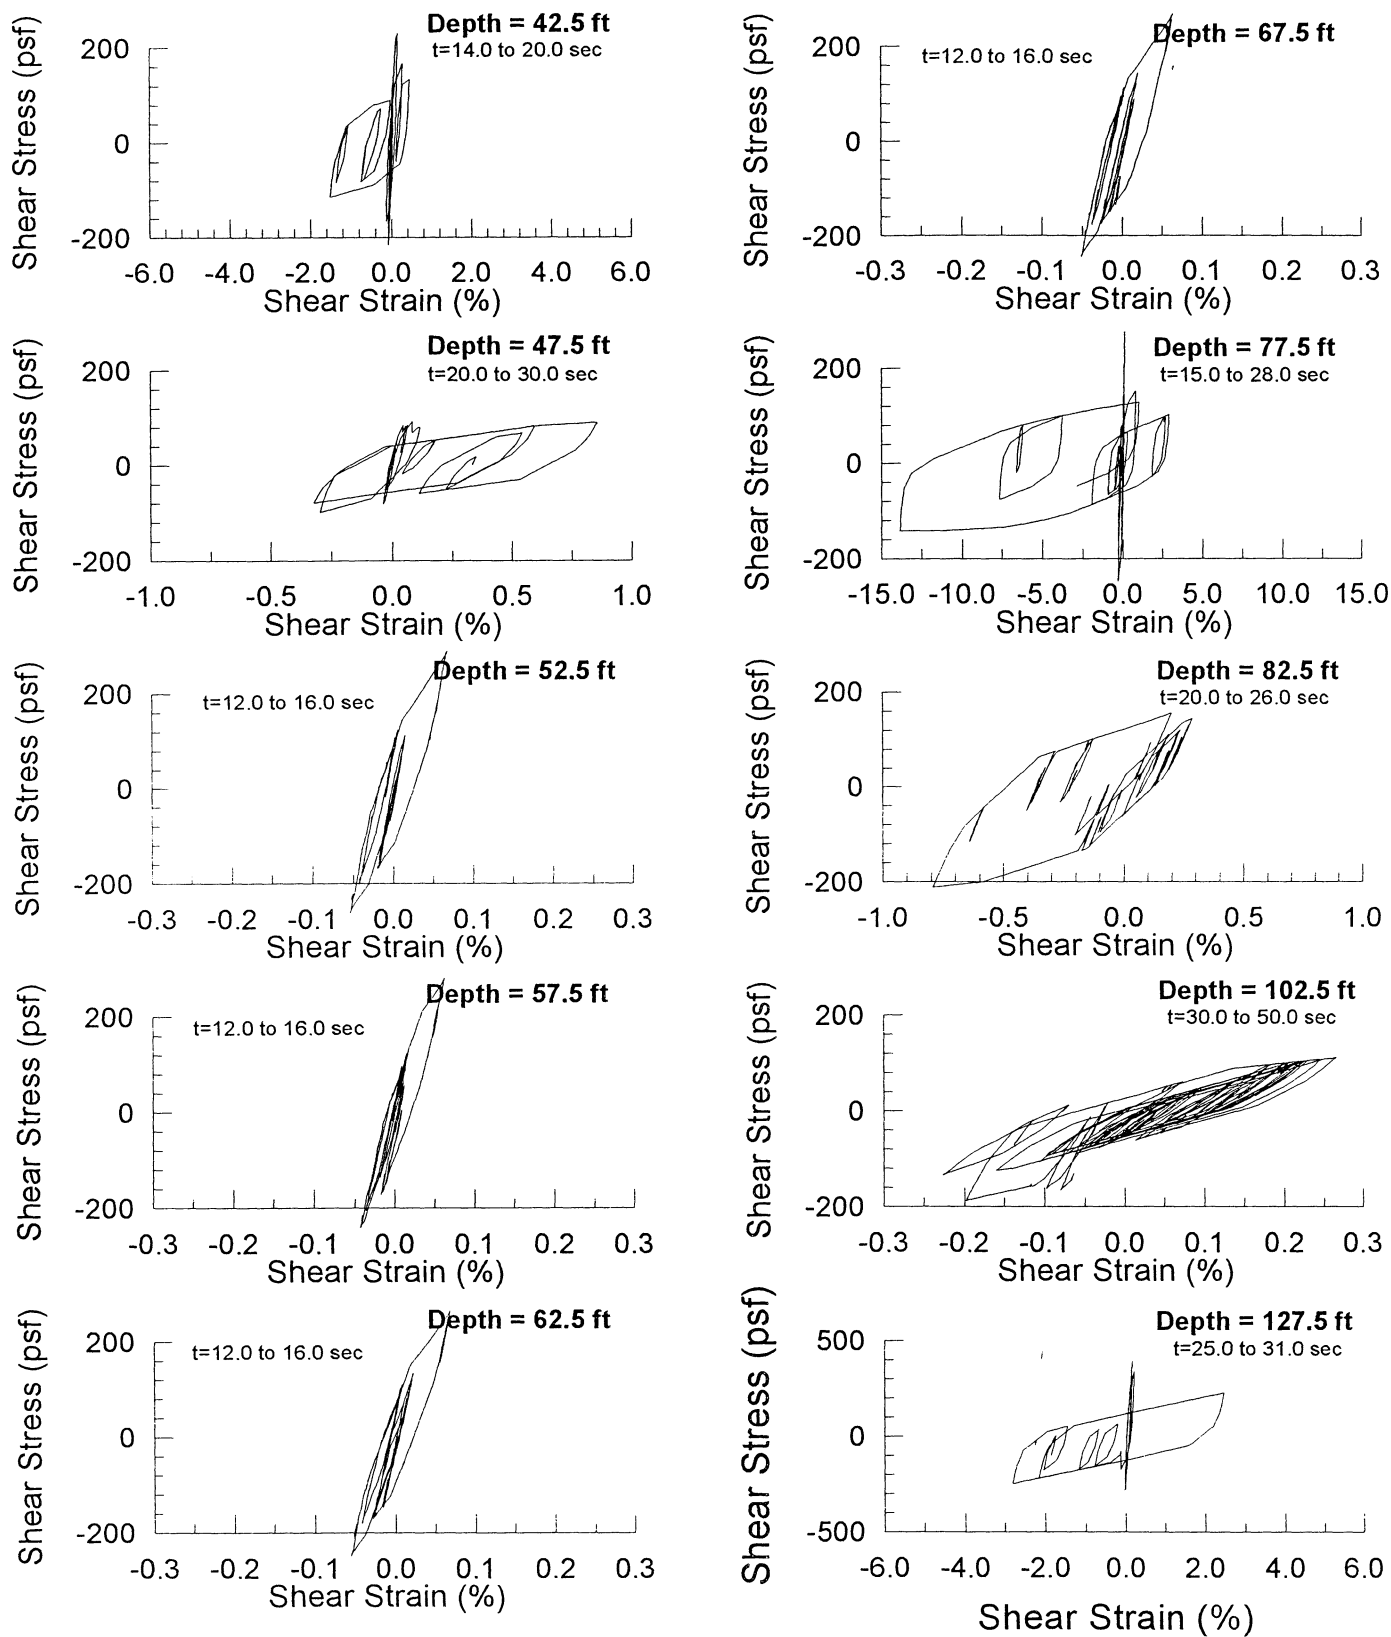 Depth = 42.5 ft
t=14.0 to 20.0 sec
Shear Stress (psf)
200
0
-200
-6.0 -4.0 -2.0 0.0 2.0 4.0 6.0
Shear Strain (%)
Depth = 47.5 ft
t=20.0 to 30.0 sec
Shear Stress (psf)
200
0
-200
-1.0 -0.5 0.0 0.5 1.0
Shear Strain (%)
Depth = 52.5 ft
t=12.0 to 16.0 sec
Shear Stress (psf)
200
0
-200
-0.3 -0.2 -0.1 0.0 0.1 0.2 0.3
Shear Strain (%)
Depth = 57.5 ft
t=12.0 to 16.0 sec
Shear Stress (psf)
200
0
-200
-0.3 -0.2 -0.1 0.0 0.1 0.2 0.3
Shear Strain (%)
Depth = 62.5 ft
t=12.0 to 16.0 sec
Shear Stress (psf)
200
0
-200
-0.3 -0.2 -0.1 0.0 0.1 0.2 0.3
Shear Strain (%)
Depth = 67.5 ft
t=12.0 to 16.0 sec
Shear Stress (psf)
200
0
-200
-0.3 -0.2 -0.1 0.0 0.1 0.2 0.3
Shear Strain (%)
Depth = 77.5 ft
t=15.0 to 28.0 sec
Shear Stress (psf)
200
0
-200
-15.0 -10.0 -5.0 0.0 5.0 10.0 15.0
Shear Strain (%)
Depth = 82.5 ft
t=20.0 to 26.0 sec
Shear Stress (psf)
200
0
-200
-1.0 -0.5 0.0 0.5 1.0
Shear Strain (%)
Depth = 102.5 ft
t=30.0 to 50.0 sec
Shear Stress (psf)
200
0
-200
-0.3 -0.2 -0.1 0.0 0.1 0.2 0.3
Shear Strain (%)
Depth = 127.5 ft
t=25.0 to 31.0 sec
Shear Stress (psf)
500
0
-500
-6.0 -4.0 -2.0 0.0 2.0 4.0 6.0
Shear Strain (%)